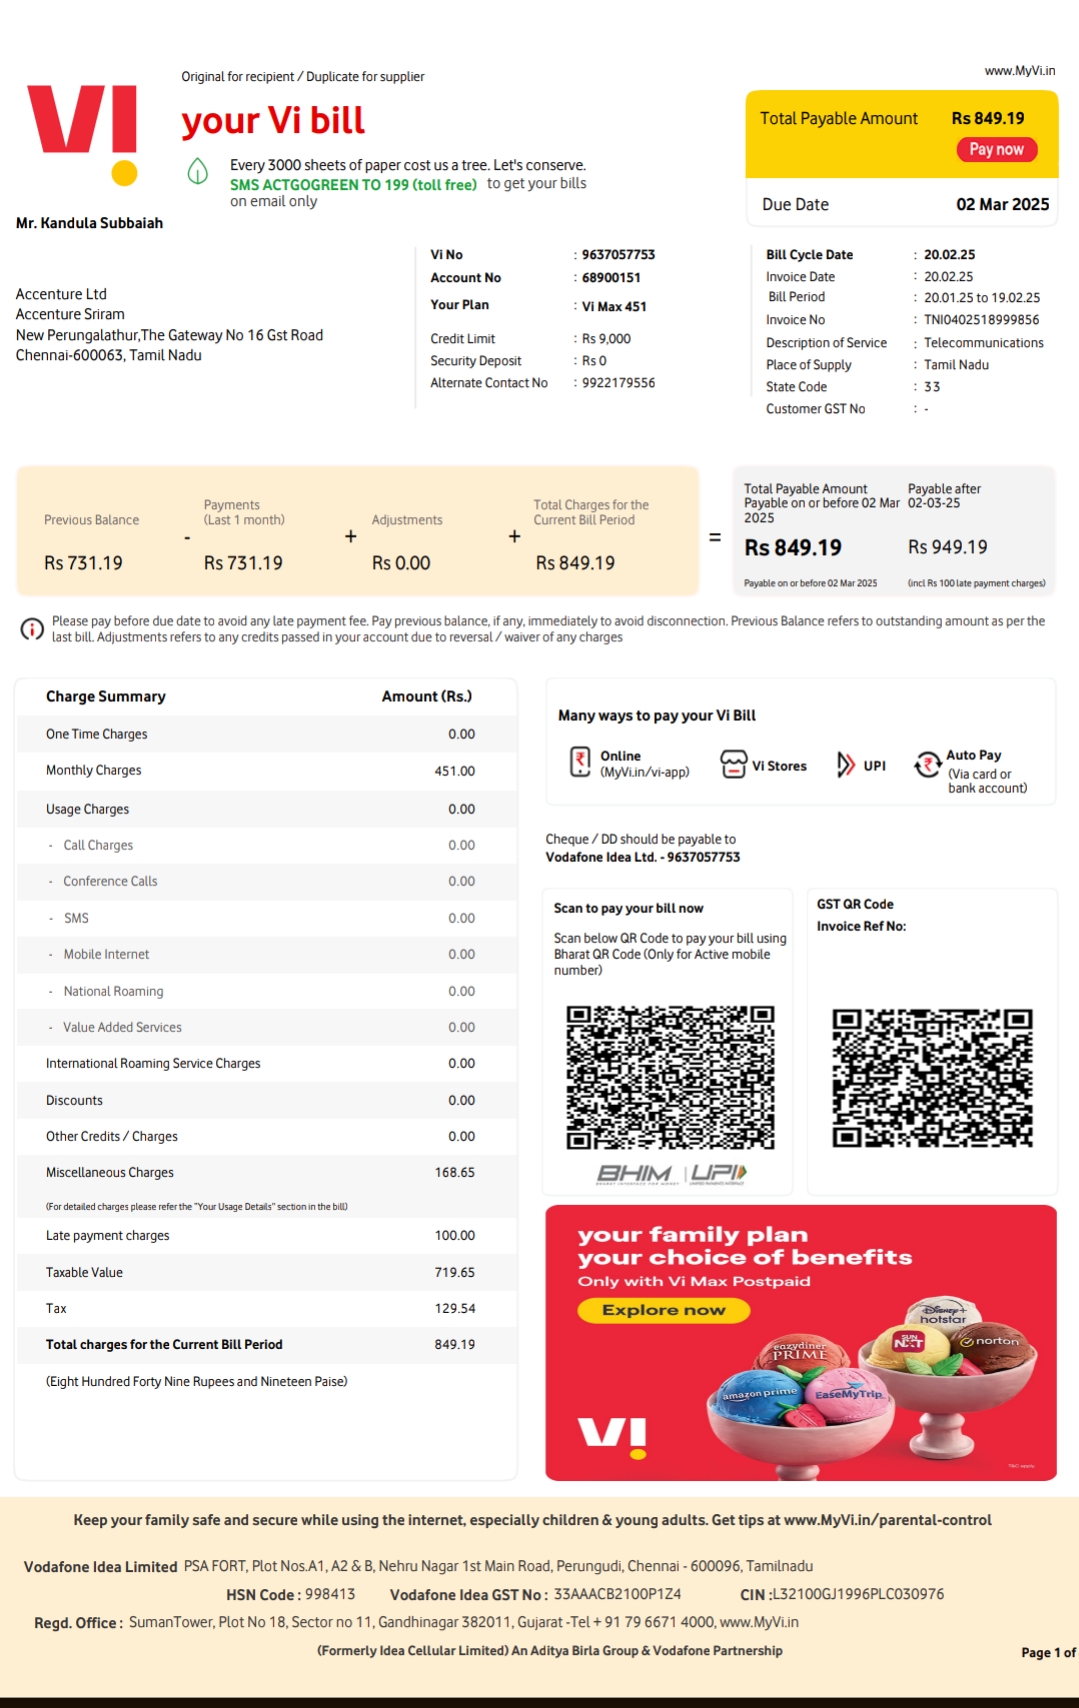 Original for recipient / Duplicate for supplier
www.MyVi.in
VI
your Vi bill
Every 3000 sheets of paper cost us a tree. Let's conserve.
SMS ACTGOGREEN TO 199 (toll free) to get your bills
on email only
Total Payable Amount Rs 849.19
Pay now
Due Date 02 Mar 2025
Mr. Kandula Subbaiah
Accenture Ltd
Accenture Sriram
New Perungalathur,The Gateway No 16 Gst Road
Chennai-600063, Tamil Nadu
Vi No : 9637057753
Account No : 68900151
Your Plan : Vi Max 451
Credit Limit : Rs 9,000
Security Deposit : Rs 0
Alternate Contact No : 9922179556
Bill Cycle Date : 20.02.25
Invoice Date : 20.02.25
Bill Period : 20.01.25 to 19.02.25
Invoice No : TNI0402518999856
Description of Service : Telecommunications
Place of Supply : Tamil Nadu
State Code : 33
Customer GST No : -
Previous Balance
Rs 731.19
-
Payments
(Last 1 month)
Rs 731.19
+
Adjustments
Rs 0.00
+
Total Charges for the
Current Bill Period
Rs 849.19
=
Total Payable Amount
Payable on or before 02 Mar
2025
Rs 849.19
Payable on or before 02 Mar 2025
Payable after
02-03-25
Rs 949.19
(incl Rs 100 late payment charges)
Please pay before due date to avoid any late payment fee. Pay previous balance, if any, immediately to avoid disconnection. Previous Balance refers to outstanding amount as per the
last bill. Adjustments refers to any credits passed in your account due to reversal / waiver of any charges
Charge Summary Amount (Rs.)
One Time Charges 0.00
Monthly Charges 451.00
Usage Charges 0.00
- Call Charges 0.00
- Conference Calls 0.00
- SMS 0.00
- Mobile Internet 0.00
- National Roaming 0.00
- Value Added Services 0.00
International Roaming Service Charges 0.00
Discounts 0.00
Other Credits / Charges 0.00
Miscellaneous Charges 168.65
(For detailed charges please refer the "Your Usage Details" section in the bill)
Late payment charges 100.00
Taxable Value 719.65
Tax 129.54
Total charges for the Current Bill Period 849.19
(Eight Hundred Forty Nine Rupees and Nineteen Paise)
Many ways to pay your Vi Bill
Online
(MyVi.in/vi-app)
Vi Stores
UPI
Auto Pay
(Via card or
bank account)
Cheque / DD should be payable to
Vodafone Idea Ltd. - 9637057753
Scan to pay your bill now
Scan below QR Code to pay your bill using
Bharat QR Code (Only for Active mobile
number)
BHIM | UPI
BHARAT INTERFACE FOR MONEY UNIFIED PAYMENTS INTERFACE
GST QR Code
Invoice Ref No:
your family plan
your choice of benefits
Only with Vi Max Postpaid
Explore now
Disney+
hotstar
SUN
NXT
norton
eazydiner
PRIME
amazon prime
EaseMyTrip
VI
T&C apply
Keep your family safe and secure while using the internet, especially children & young adults. Get tips at www.MyVi.in/parental-control
Vodafone Idea Limited PSA FORT, Plot Nos.A1, A2 & B, Nehru Nagar 1st Main Road, Perungudi, Chennai - 600096, Tamilnadu
HSN Code : 998413 Vodafone Idea GST No : 33AAACB2100P1Z4 CIN :L32100GJ1996PLC030976
Regd. Office : SumanTower, Plot No 18, Sector no 11, Gandhinagar 382011, Gujarat -Tel + 91 79 6671 4000, www.MyVi.in
(Formerly Idea Cellular Limited) An Aditya Birla Group & Vodafone Partnership
Page 1 of